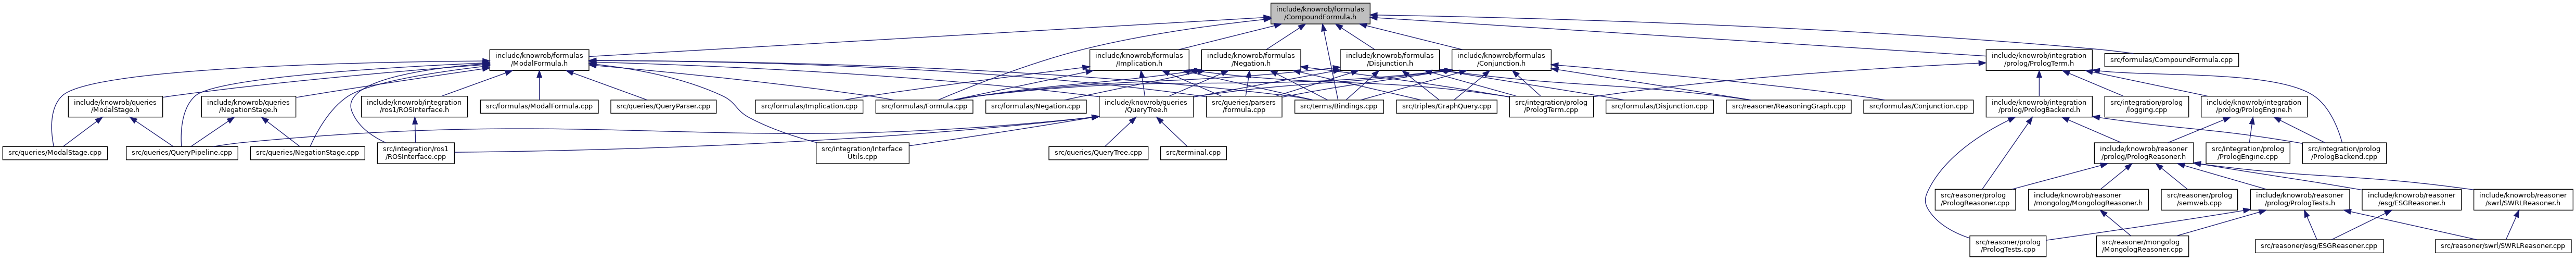 include/knowrob/formulas
/CompoundFormula.h
include/knowrob/formulas
/ModalFormula.h
include/knowrob/formulas
/Implication.h
include/knowrob/formulas
/Negation.h
include/knowrob/formulas
/Disjunction.h
include/knowrob/formulas
/Conjunction.h
include/knowrob/integration
/prolog/PrologTerm.h
src/formulas/CompoundFormula.cpp
include/knowrob/queries
/ModalStage.h
include/knowrob/queries
/NegationStage.h
include/knowrob/integration
/ros1/ROSInterface.h
src/formulas/ModalFormula.cpp
src/queries/QueryParser.cpp
src/formulas/Implication.cpp
src/formulas/Formula.cpp
src/formulas/Negation.cpp
include/knowrob/queries
/QueryTree.h
src/queries/parsers
/formula.cpp
src/terms/Bindings.cpp
src/triples/GraphQuery.cpp
src/integration/prolog
/PrologTerm.cpp
src/formulas/Disjunction.cpp
src/reasoner/ReasoningGraph.cpp
src/formulas/Conjunction.cpp
include/knowrob/integration
/prolog/PrologBackend.h
src/integration/prolog
/logging.cpp
include/knowrob/integration
/prolog/PrologEngine.h
src/queries/ModalStage.cpp
src/queries/QueryPipeline.cpp
src/queries/NegationStage.cpp
src/integration/ros1
/ROSInterface.cpp
src/integration/Interface
Utils.cpp
src/queries/QueryTree.cpp
src/terminal.cpp
include/knowrob/reasoner
/prolog/PrologReasoner.h
src/integration/prolog
/PrologEngine.cpp
src/integration/prolog
/PrologBackend.cpp
src/reasoner/prolog
/PrologReasoner.cpp
include/knowrob/reasoner
/mongolog/MongologReasoner.h
src/reasoner/prolog
/semweb.cpp
include/knowrob/reasoner
/prolog/PrologTests.h
include/knowrob/reasoner
/esg/ESGReasoner.h
include/knowrob/reasoner
/swrl/SWRLReasoner.h
src/reasoner/prolog
/PrologTests.cpp
src/reasoner/mongolog
/MongologReasoner.cpp
src/reasoner/esg/ESGReasoner.cpp
src/reasoner/swrl/SWRLReasoner.cpp